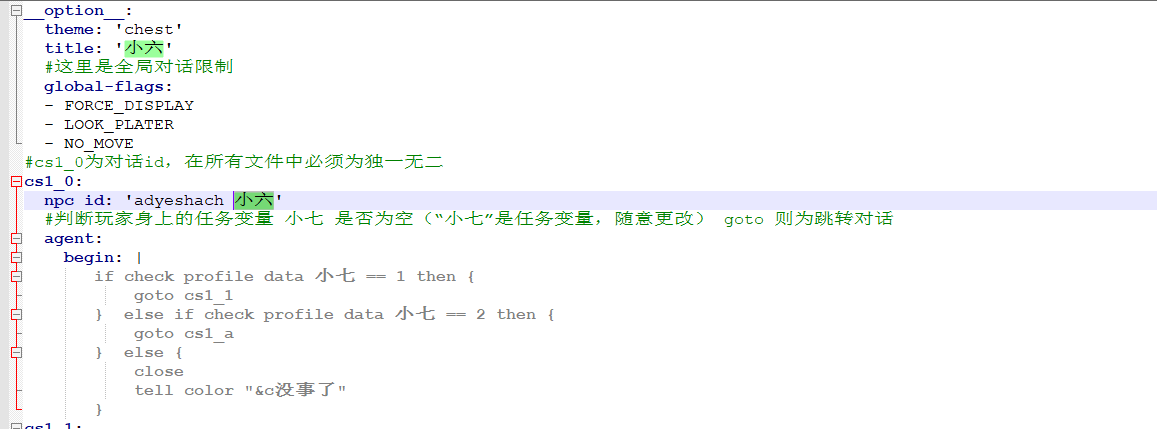 __option__:
theme: 'chest'
title: '小六'
#这里是全局对话限制
global-flags:
- FORCE_DISPLAY
- LOOK_PLATER
- NO_MOVE
#cs1_0为对话id，在所有文件中必须为独一无二
cs1_0:
npc id: 'adyeshach 小六'
#判断玩家身上的任务变量 小七 是否为空（“小七”是任务变量，随意更改） goto 则为跳转对话
agent:
begin: |
if check profile data 小七 == 1 then {
goto cs1_1
} else if check profile data 小七 == 2 then {
goto cs1_a
} else {
close
tell color "&c没事了"
}
cs1_1: